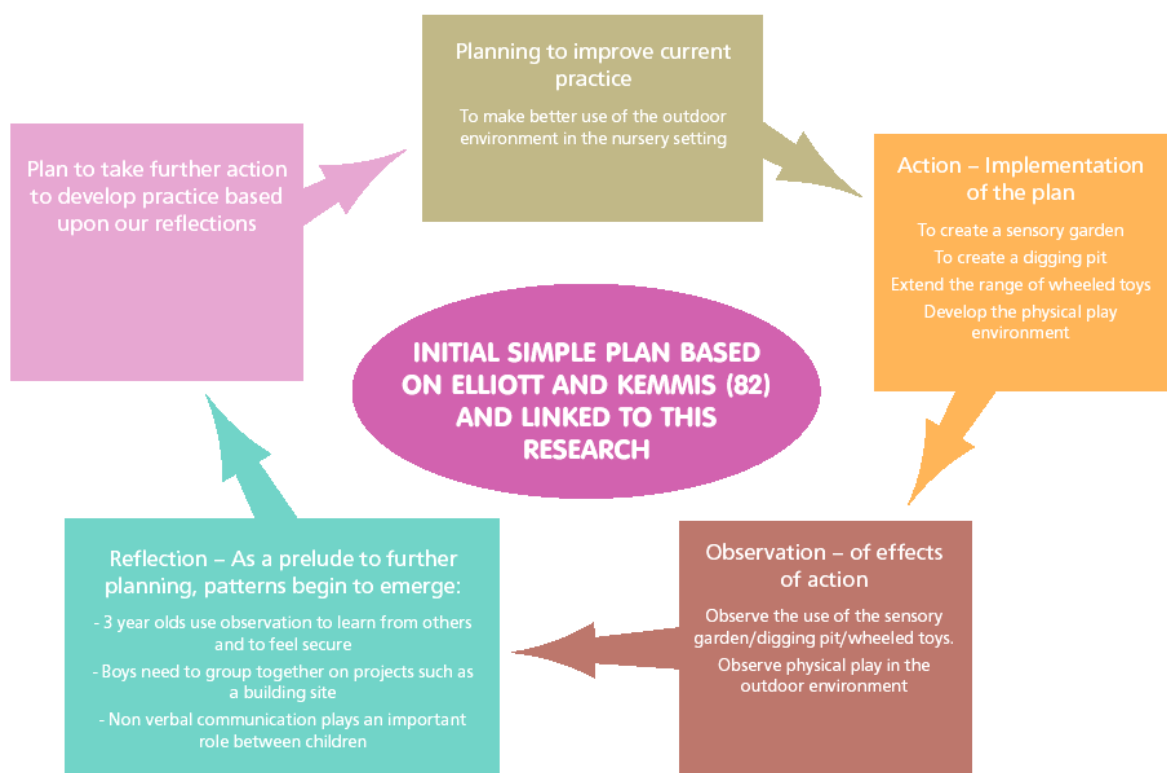 Planning to improve current
practice
To make better use of the outdoor
environment in the nursery setting
Action – Implementation
of the plan
To create a sensory garden
To create a digging pit
Extend the range of wheeled toys
Develop the physical play
environment
Observation – of effects
of action
Observe the use of the sensory
garden/digging pit/wheeled toys.
Observe physical play in the
outdoor environment
Reflection – As a prelude to further
planning, patterns begin to emerge:
- 3 year olds use observation to learn from others
and to feel secure
- Boys need to group together on projects such as
a building site
- Non verbal communication plays an important
role between children
Plan to take further action
to develop practice based
upon our reflections
INITIAL SIMPLE PLAN BASED
ON ELLIOTT AND KEMMIS (82)
AND LINKED TO THIS
RESEARCH